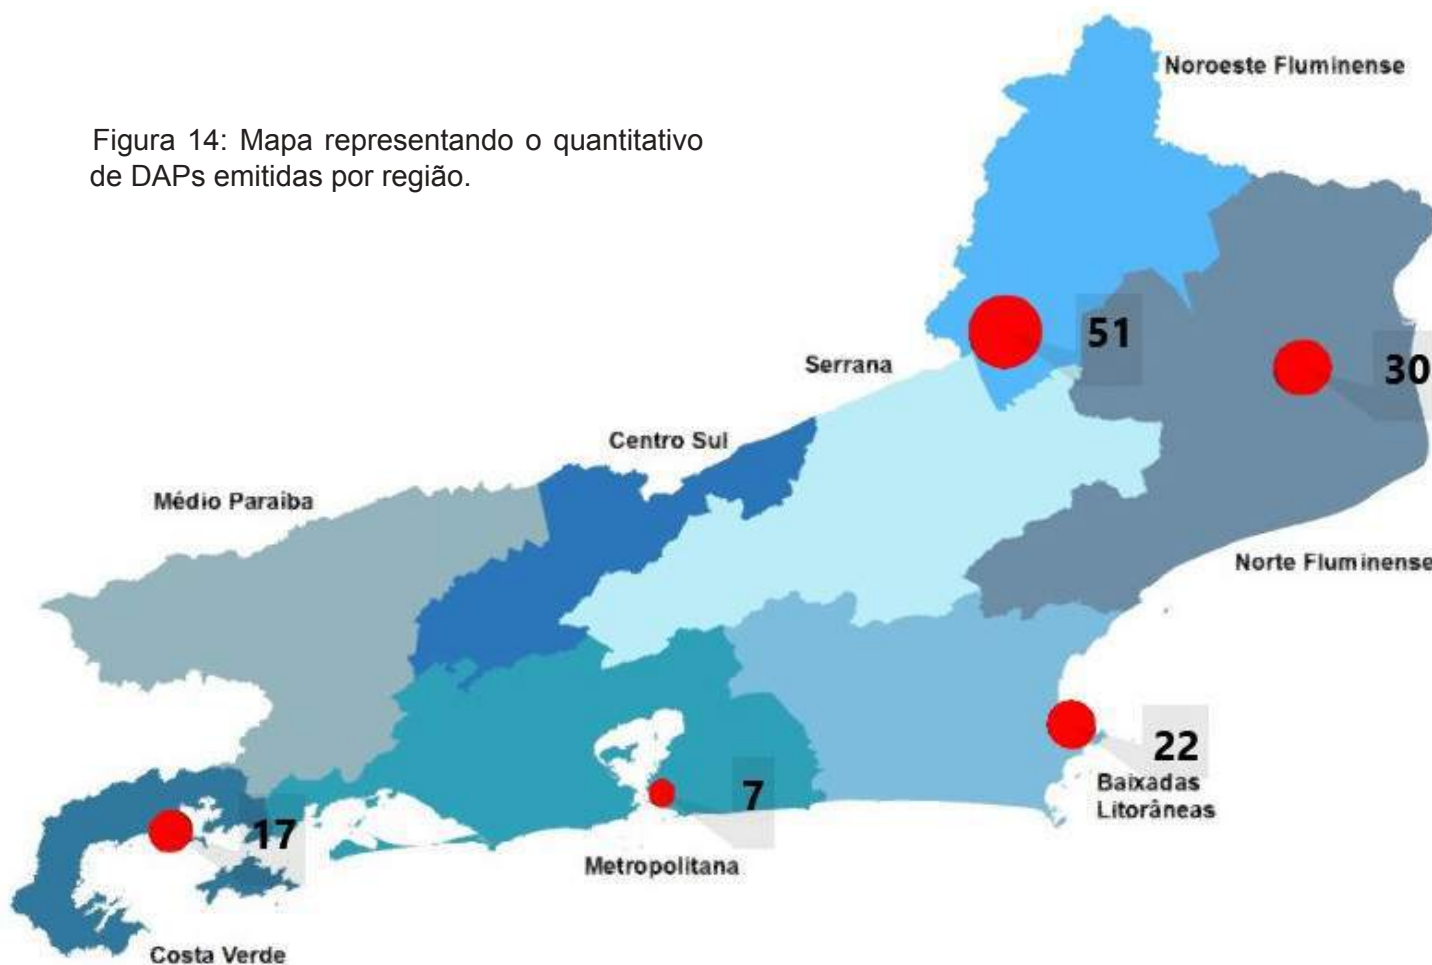 Noroeste Fluminense
Figura 14: Mapa representando o quantitativo
de DAPs emitidas por região.
51
30
Serrana
Centro Sul
Médio Paraíba
Norte Fluminense
22
Baixadas
Litorâneas
7
17
Metropolitana
Costa Verde